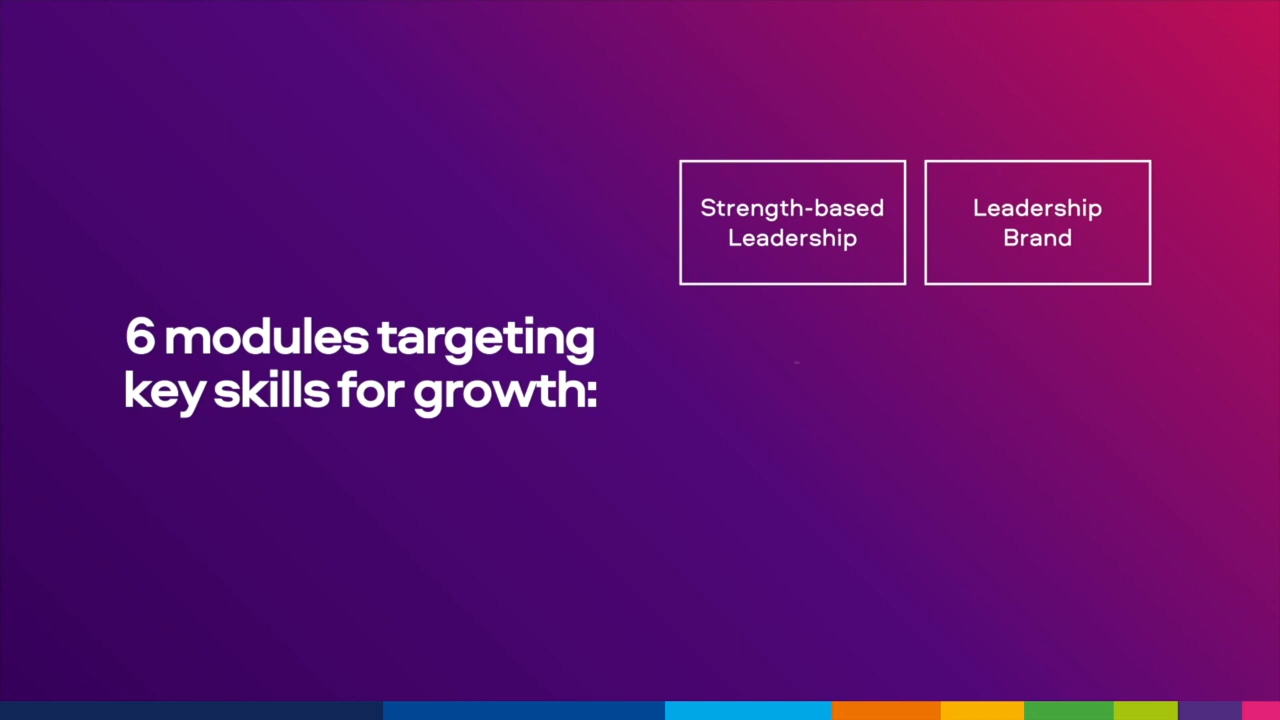 6 modules targeting
key skills for growth:
Strength-based
Leadership
Leadership
Brand